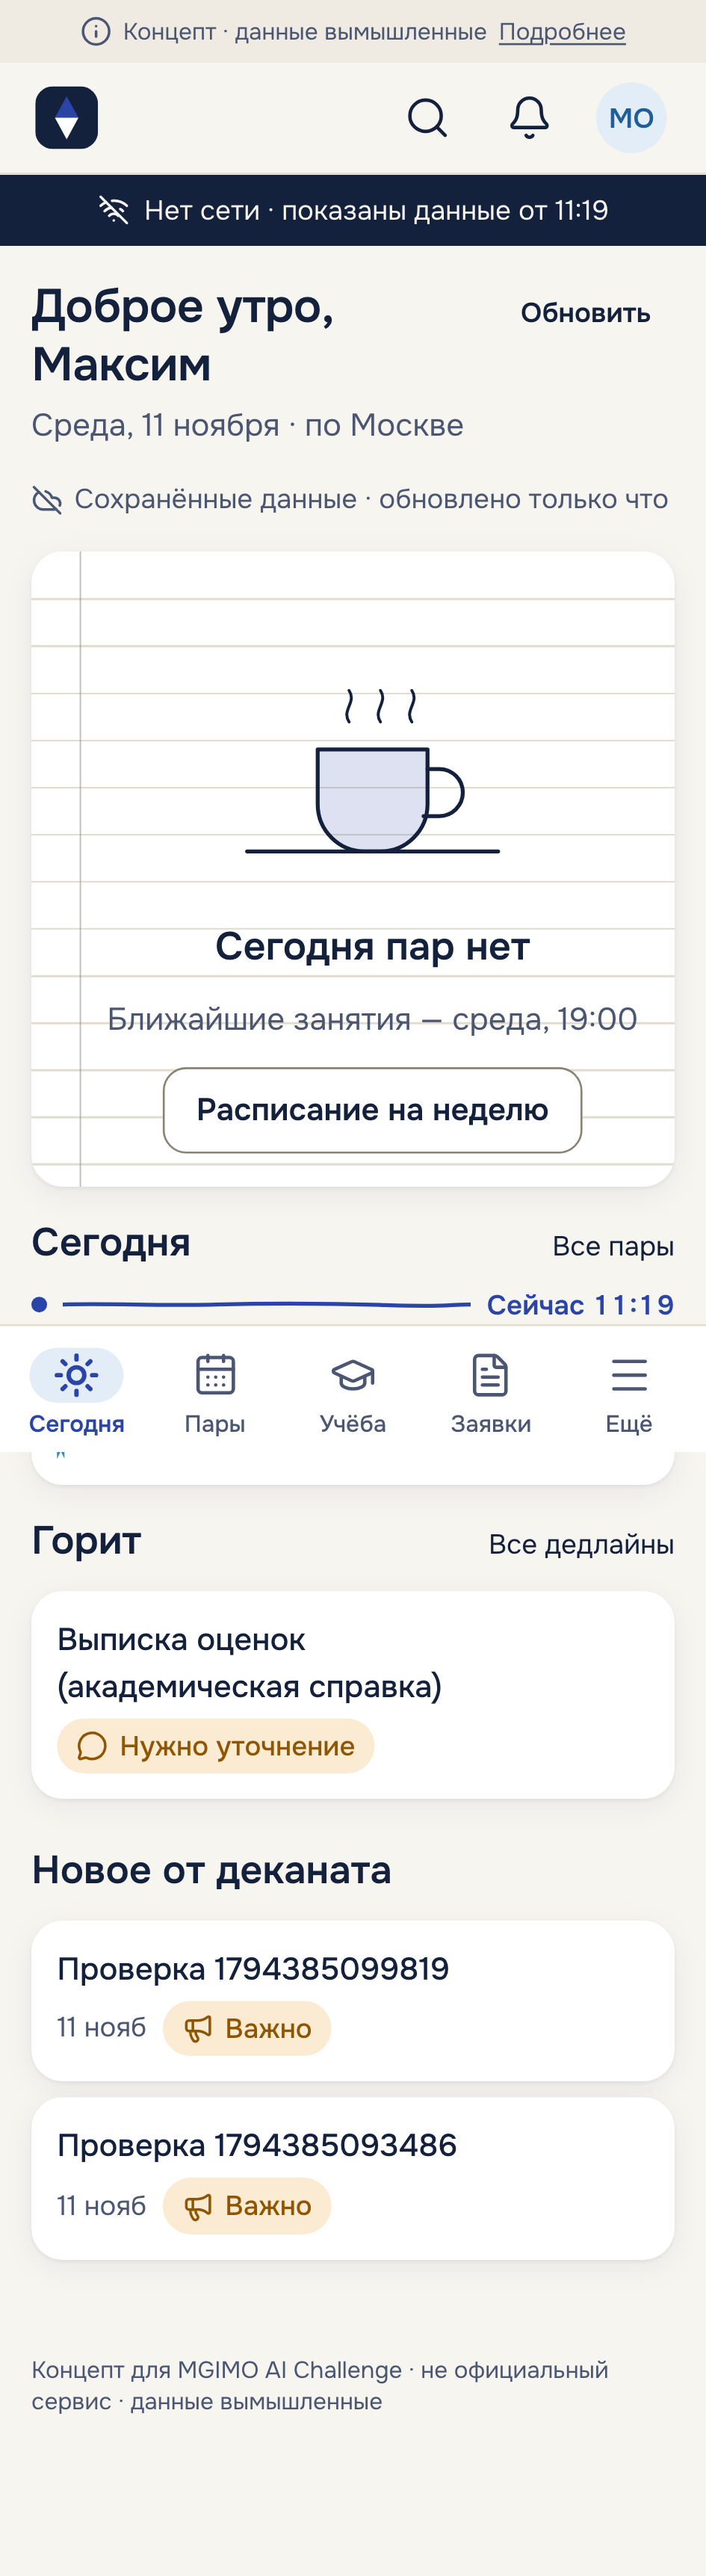 Концепт · данные вымышленные Подробнее
МО
Нет сети · показаны данные от 11:19
Доброе утро,
Максим
Обновить
Среда, 11 ноября · по Москве
Сохранённые данные · обновлено только что
Сегодня пар нет
Ближайшие занятия — среда, 19:00
Расписание на неделю
Сегодня
Все пары
Сейчас 11:19
Сегодня
Пары
Учёба
Заявки
Ещё
Горит
Все дедлайны
Выписка оценок
(академическая справка)
Нужно уточнение
Новое от деканата
Проверка 1794385099819
11 нояб
Важно
Проверка 1794385093486
11 нояб
Важно
Концепт для MGIMO AI Challenge · не официальный
сервис · данные вымышленные